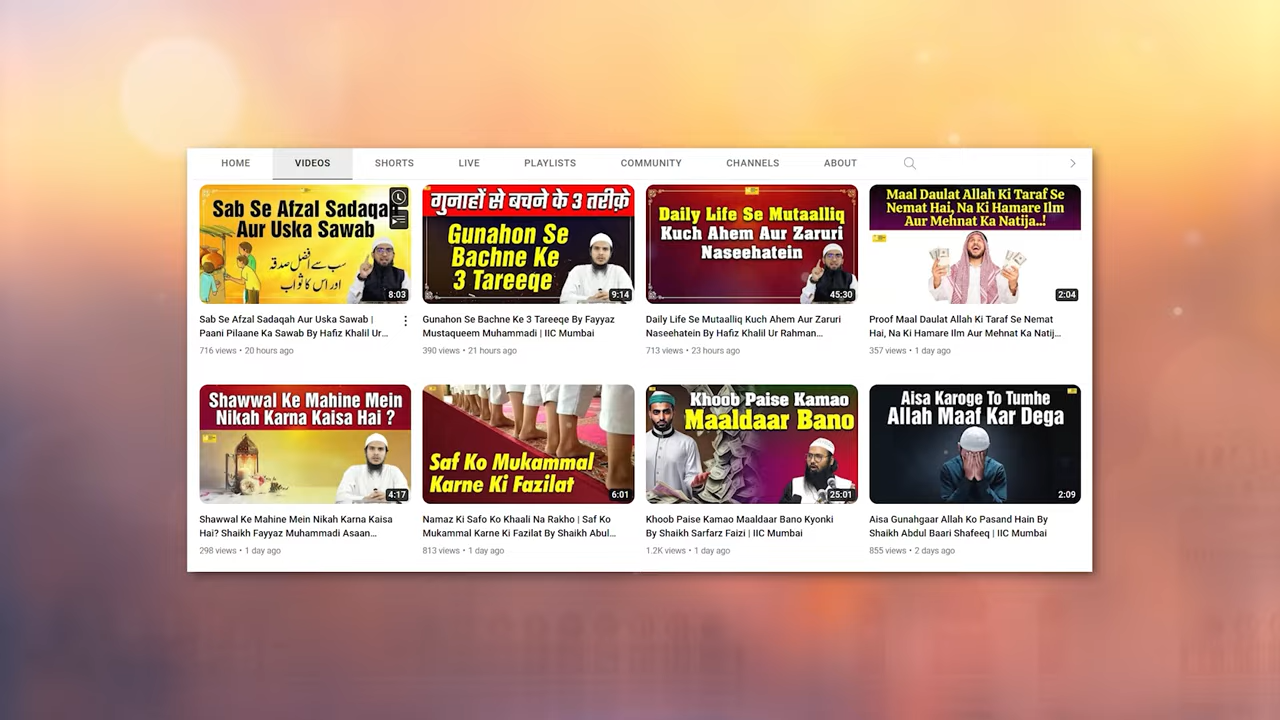 HOME VIDEOS SHORTS LIVE PLAYLISTS COMMUNITY CHANNELS ABOUT
Sab Se Afzal Sadaqah
Aur Uska Sawab
سب سے افضل صدقہ
اور اس کا ثواب
8:03
Sab Se Afzal Sadaqah Aur Uska Sawab |
Paani Pilaane Ka Sawab By Hafiz Khalil Ur...
716 views • 20 hours ago
गुनाहों से बचने के 3 तरीक़े
Gunahon Se
Bachne Ke
3 Tareeqe
9:14
Gunahon Se Bachne Ke 3 Tareeqe By Fayyaz
Mustaqueem Muhammadi | IIC Mumbai
390 views • 21 hours ago
Daily Life Se Mutaalliq
Kuch Ahem Aur Zaruri
Naseehatein
45:30
Daily Life Se Mutaalliq Kuch Ahem Aur Zaruri
Naseehatein By Hafiz Khalil Ur Rahman...
713 views • 23 hours ago
Maal Daulat Allah Ki Taraf Se
Nemat Hai, Na Ki Hamare Ilm
Aur Mehnat Ka Natija..!
2:04
Proof Maal Daulat Allah Ki Taraf Se Nemat
Hai, Na Ki Hamare Ilm Aur Mehnat Ka Natij...
357 views • 1 day ago
Shawwal Ke Mahine Mein
Nikah Karna Kaisa Hai ?
4:17
Shawwal Ke Mahine Mein Nikah Karna Kaisa
Hai? Shaikh Fayyaz Muhammadi Asaan...
298 views • 1 day ago
Saf Ko Mukammal
Karne Ki Fazilat
6:01
Namaz Ki Safo Ko Khaali Na Rakho | Saf Ko
Mukammal Karne Ki Fazilat By Shaikh Abul...
813 views • 1 day ago
Khoob Paise Kamao
Maaldaar Bano
25:01
Khoob Paise Kamao Maaldaar Bano Kyonki
By Shaikh Sarfarz Faizi | IIC Mumbai
1.2K views • 1 day ago
Aisa Karoge To Tumhe
Allah Maaf Kar Dega
2:09
Aisa Gunahgaar Allah Ko Pasand Hain By
Shaikh Abdul Baari Shafeeq | IIC Mumbai
855 views • 2 days ago